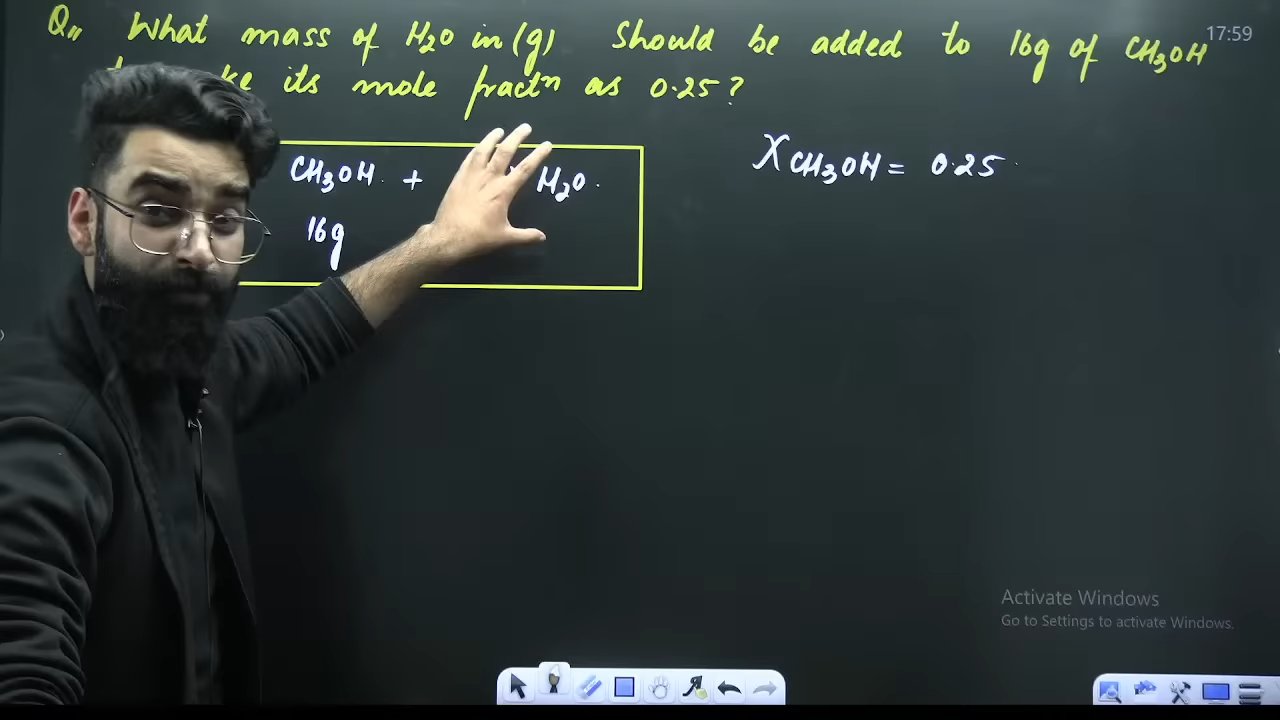 Q,, What mass of H2O in (g) Should be added to 16g of CH3OH
17:59
its mole fractⁿ as 0.25?
CH3OH + H2O.
XCH3OH = 0.25
16g
Activate Windows
Go to Settings to activate Windows.